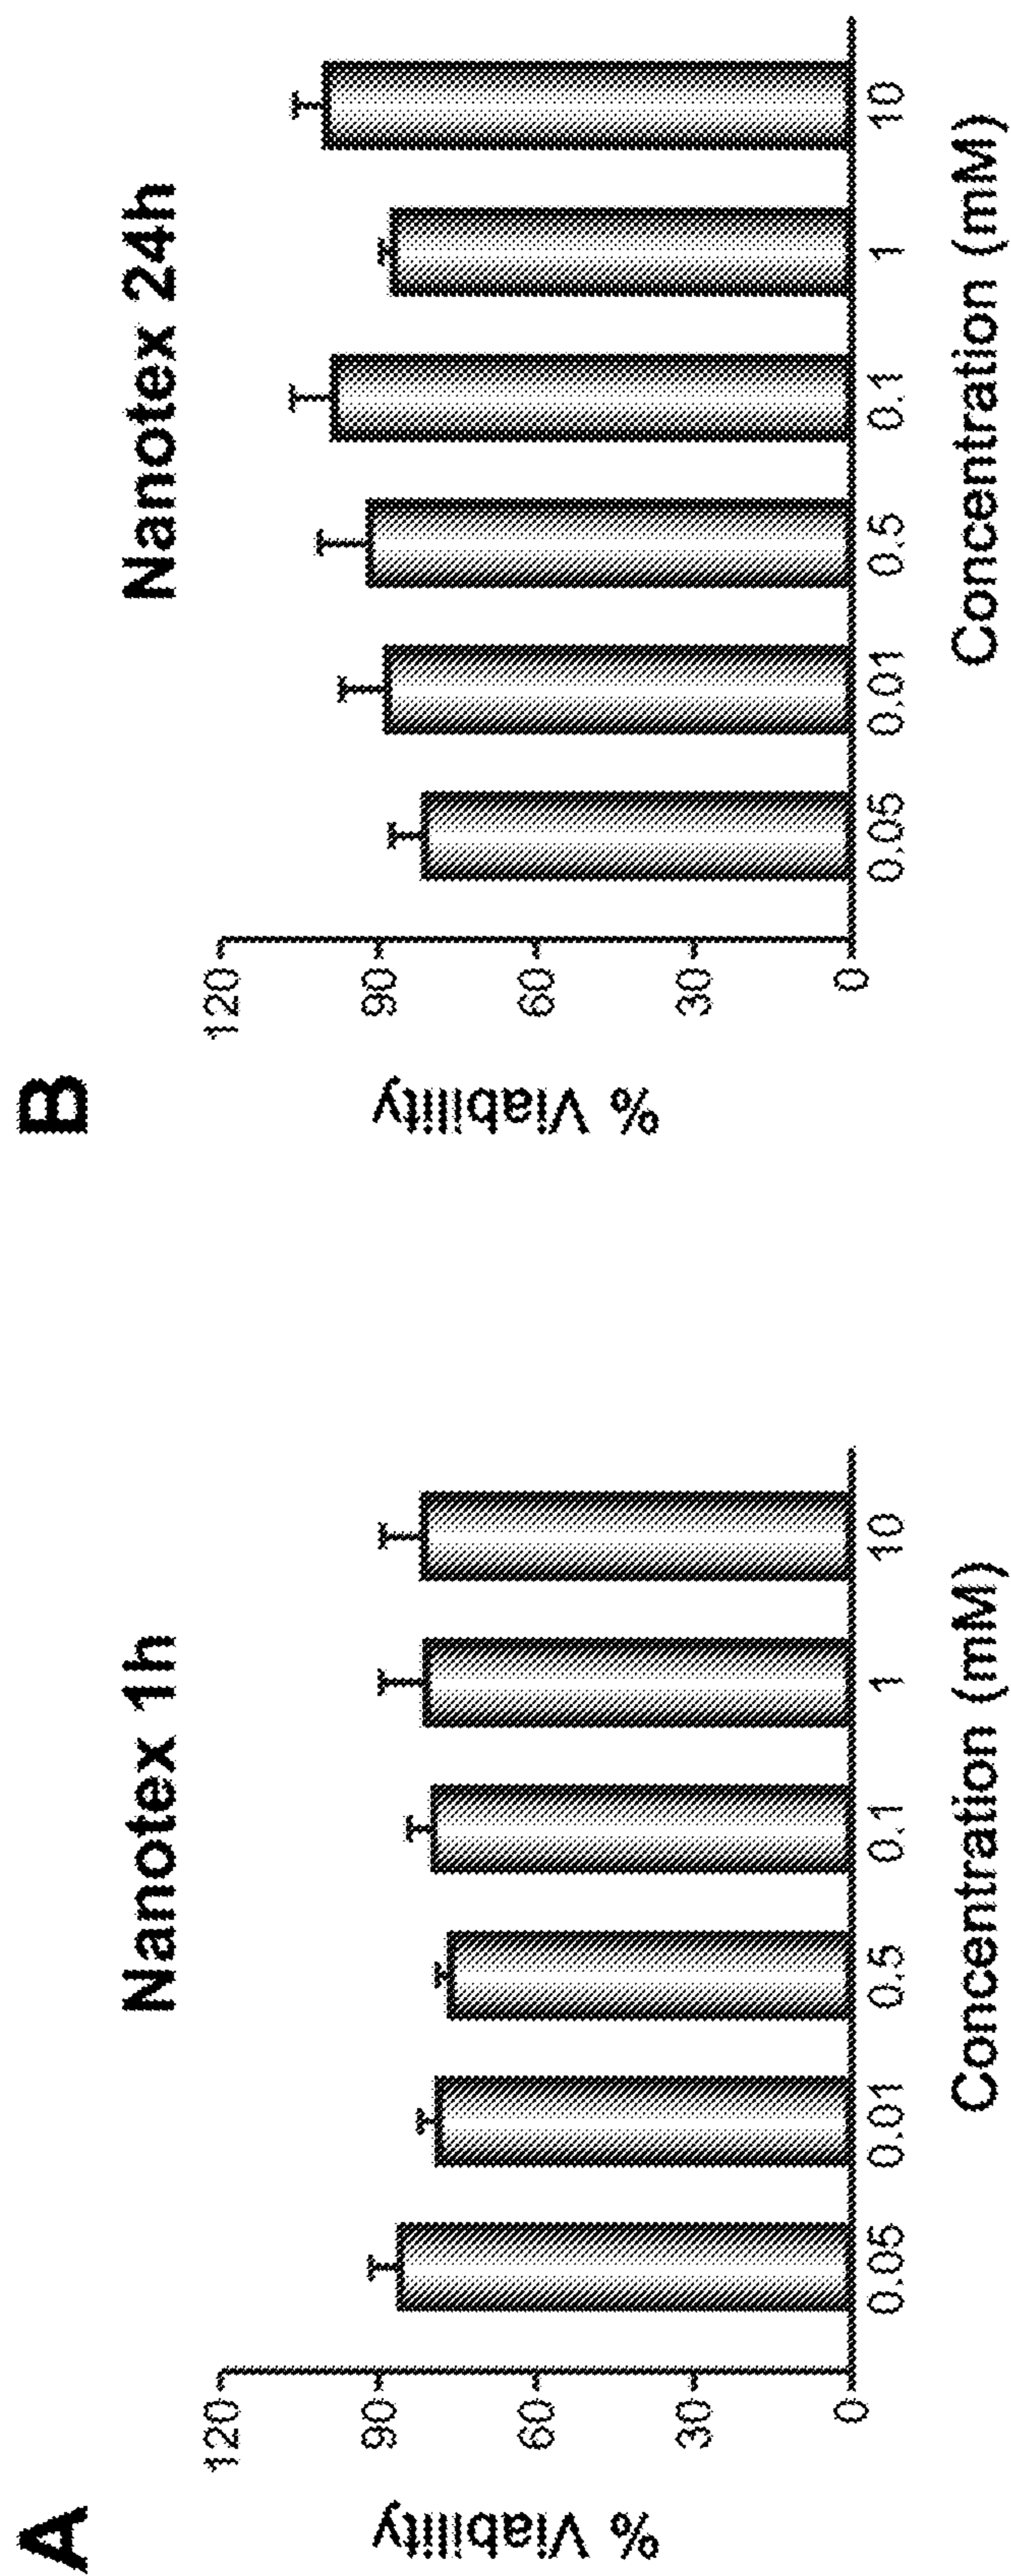 A
Nanotex 1h
% Viability
120
90
60
30
0
0.05
0.01
0.5
0.1
1
10
Concentration (mM)
B
Nanotex 24h
% Viability
120
90
60
30
0
0.05
0.01
0.5
0.1
1
10
Concentration (mM)